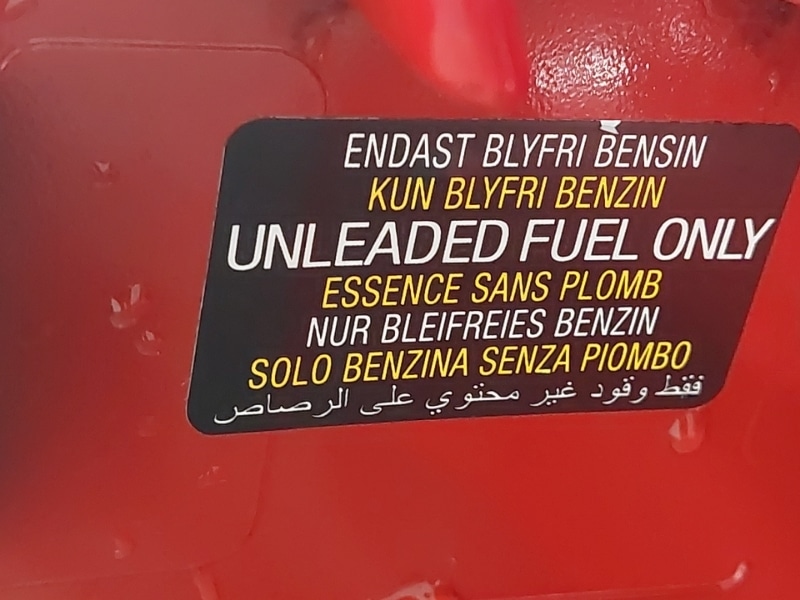 ENDAST BLYFRI BENSIN
KUN BLYFRI BENZIN
UNLEADED FUEL ONLY
ESSENCE SANS PLOMB
NUR BLEIFREIES BENZIN
SOLO BENZINA SENZA PIOMBO
فقط وقود غير محتوي على الرصاص